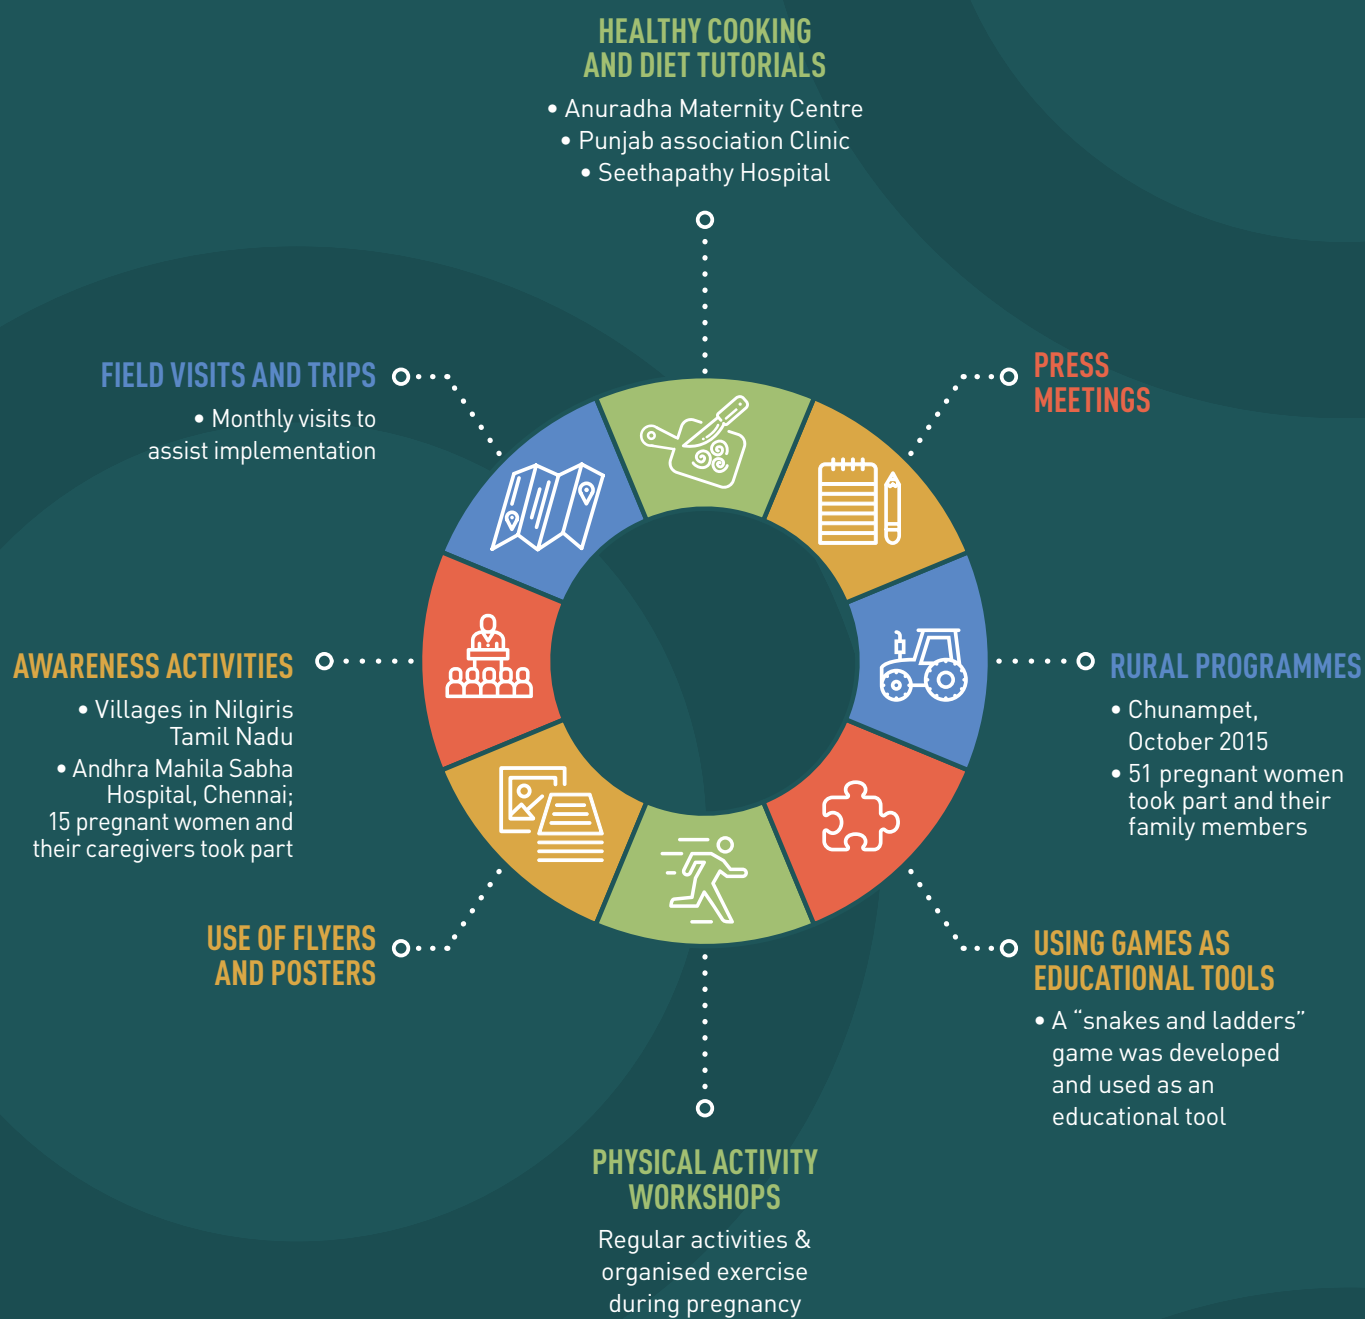 HEALTHY COOKING
AND DIET TUTORIALS
• Anuradha Maternity Centre
• Punjab association Clinic
• Seethapathy Hospital
PRESS
MEETINGS
RURAL PROGRAMMES
• Chunampet,
October 2015
• 51 pregnant women
took part and their
family members
USING GAMES AS
EDUCATIONAL TOOLS
• A “snakes and ladders”
game was developed
and used as an
educational tool
PHYSICAL ACTIVITY
WORKSHOPS
Regular activities &
organised exercise
during pregnancy
USE OF FLYERS
AND POSTERS
AWARENESS ACTIVITIES
• Villages in Nilgiris
Tamil Nadu
• Andhra Mahila Sabha
Hospital, Chennai;
15 pregnant women and
their caregivers took part
FIELD VISITS AND TRIPS
• Monthly visits to
assist implementation